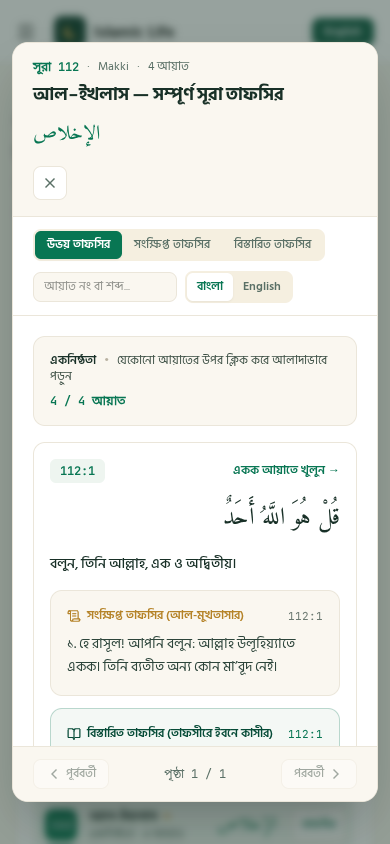 Islamic Life
English
সূরা 112 · Makki · 4 আয়াত
আল-ইখলাস — সম্পূর্ণ সূরা তাফসির
الإخلاص
উভয় তাফসির সংক্ষিপ্ত তাফসির বিস্তারিত তাফসির
আয়াত নং বা শব্দ... বাংলা English
একনিষ্ঠতা • যেকোনো আয়াতের উপর ক্লিক করে আলাদাভাবে
পড়ুন
4 / 4 আয়াত
112:1 একক আয়াতে খুলুন →
قُلْ هُوَ اللَّهُ أَحَدٌ
বলুন, তিনি আল্লাহ, এক ও অদ্বিতীয়।
সংক্ষিপ্ত তাফসির (আল-মুখতাসার) 112:1
১. হে রাসূল! আপনি বলুন: আল্লাহ উলূহিয়্যাতে
একক। তিনি ব্যতীত অন্য কোন মা‘বূদ নেই।
বিস্তারিত তাফসির (তাফসীরে ইবনে কাসীর) 112:1
পূর্ববর্তী পৃষ্ঠা 1 / 1 পরবর্তী